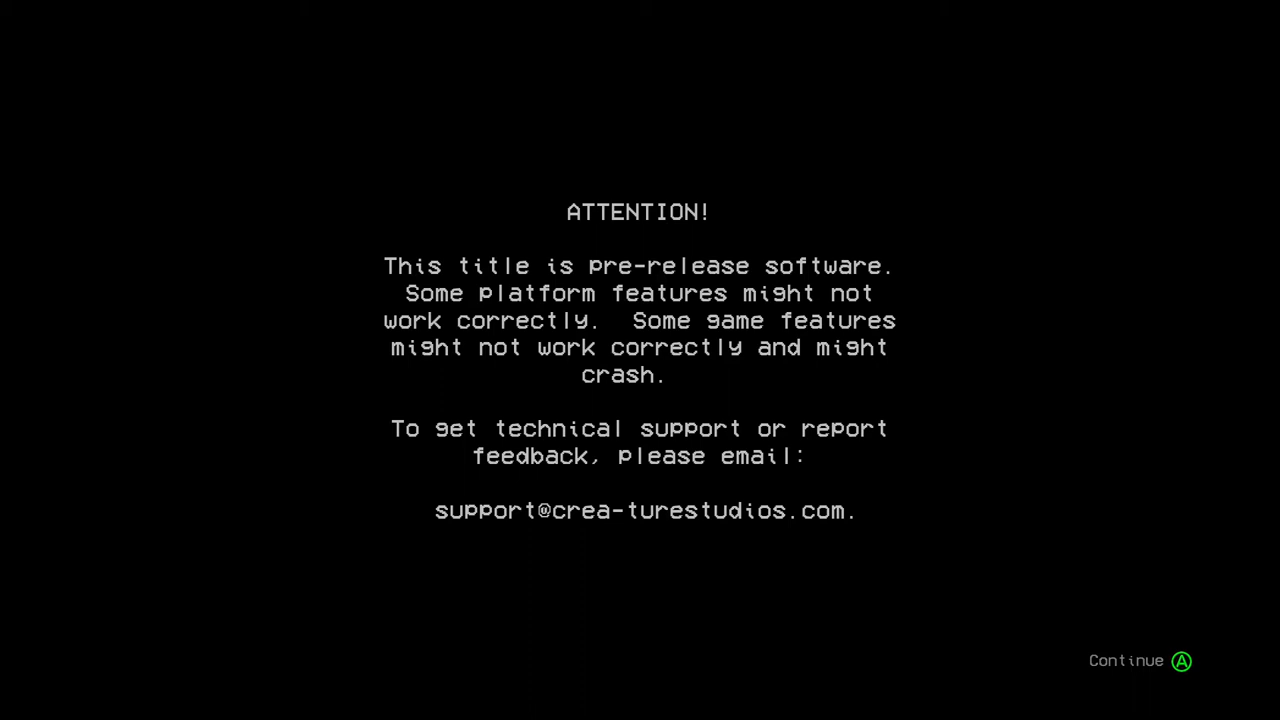 ATTENTION!
This title is pre-release software.
Some platform features might not
work correctly.  Some game features
might not work correctly and might
crash.
To get technical support or report
feedback, please email:
support@crea-turestudios.com.
Continue A